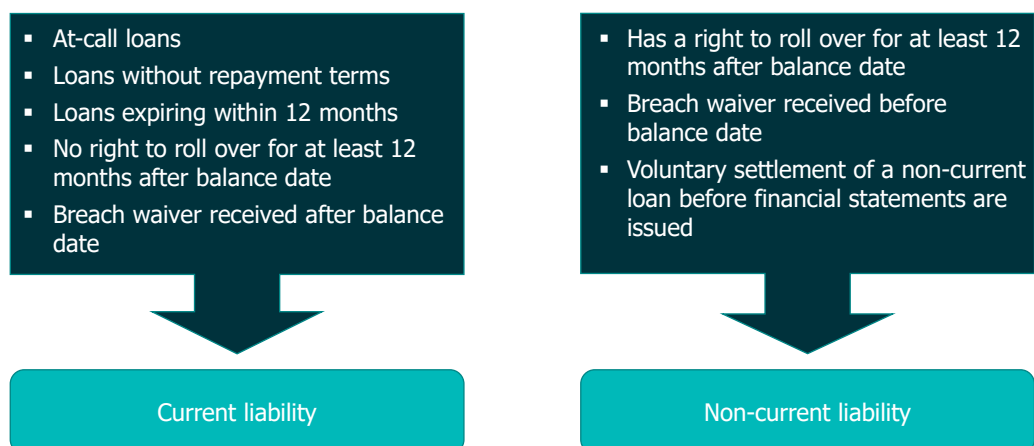 ▪ At-call loans
▪ Loans without repayment terms
▪ Loans expiring within 12 months
▪ No right to roll over for at least 12
months after balance date
▪ Breach waiver received after balance
date
Current liability
▪ Has a right to roll over for at least 12
months after balance date
▪ Breach waiver received before
balance date
▪ Voluntary settlement of a non-current
loan before financial statements are
issued
Non-current liability